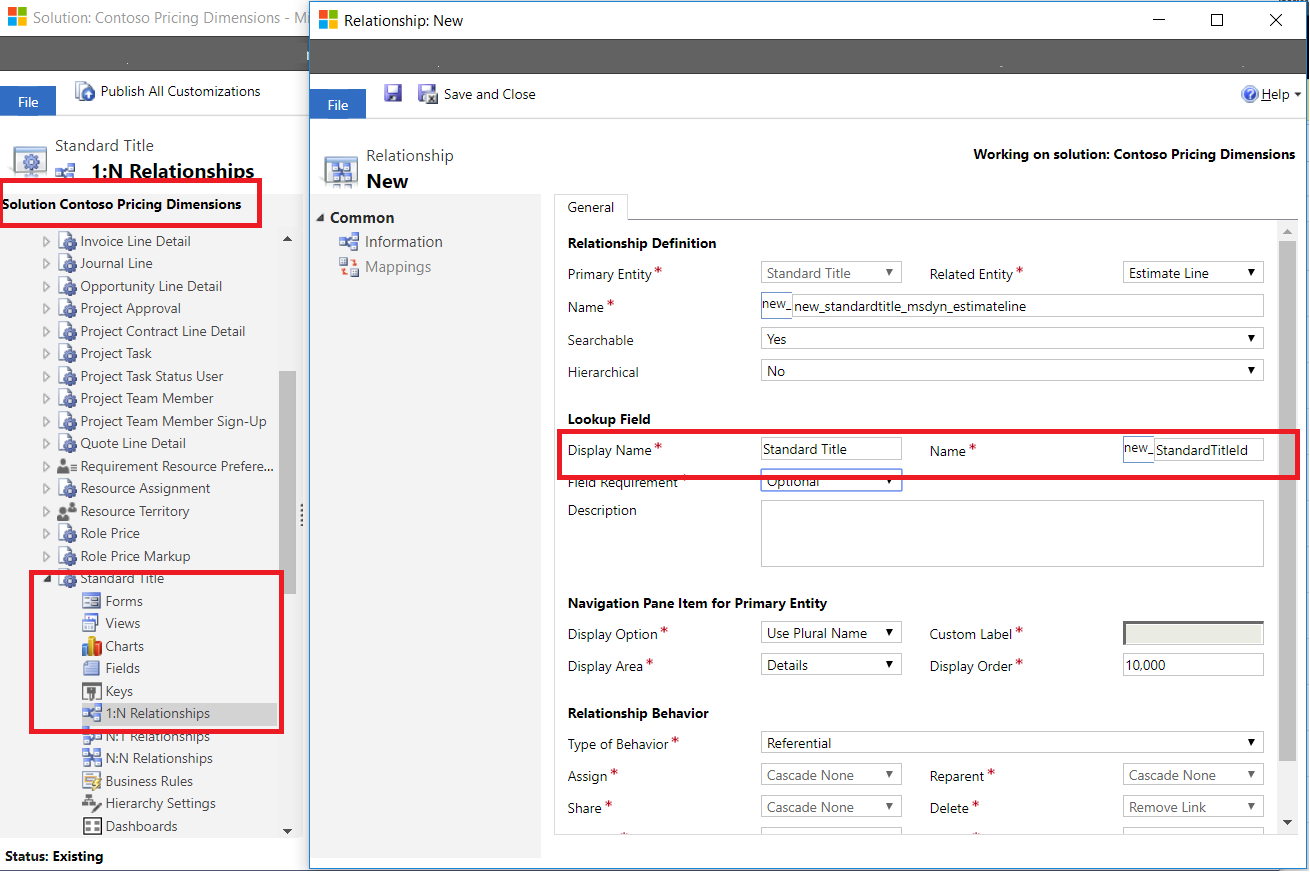 Solution: Contoso Pricing Dimensions - Mi
File
Publish All Customizations
Standard Title
1:N Relationships
Solution Contoso Pricing Dimensions
Invoice Line Detail
Journal Line
Opportunity Line Detail
Project Approval
Project Contract Line Detail
Project Task
Project Task Status User
Project Team Member
Project Team Member Sign-Up
Quote Line Detail
Requirement Resource Prefere...
Resource Assignment
Resource Territory
Role Price
Role Price Markup
Standard Title
Forms
Views
Charts
Fields
Keys
1:N Relationships
N:1 Relationships
N:N Relationships
Business Rules
Hierarchy Settings
Dashboards
Status: Existing
Relationship: New
File
Save and Close
Help
Relationship
New
Working on solution: Contoso Pricing Dimensions
Common
Information
Mappings
General
Relationship Definition
Primary Entity * Standard Title Related Entity * Estimate Line
Name * new_ new_standardtitle_msdyn_estimateline
Searchable Yes
Hierarchical No
Lookup Field
Display Name * Standard Title Name * new_ StandardTitleId
Field Requirement * Optional
Description
Navigation Pane Item for Primary Entity
Display Option * Use Plural Name Custom Label *
Display Area * Details Display Order * 10,000
Relationship Behavior
Type of Behavior * Referential
Assign * Cascade None Reparent * Cascade None
Share * Cascade None Delete * Remove Link